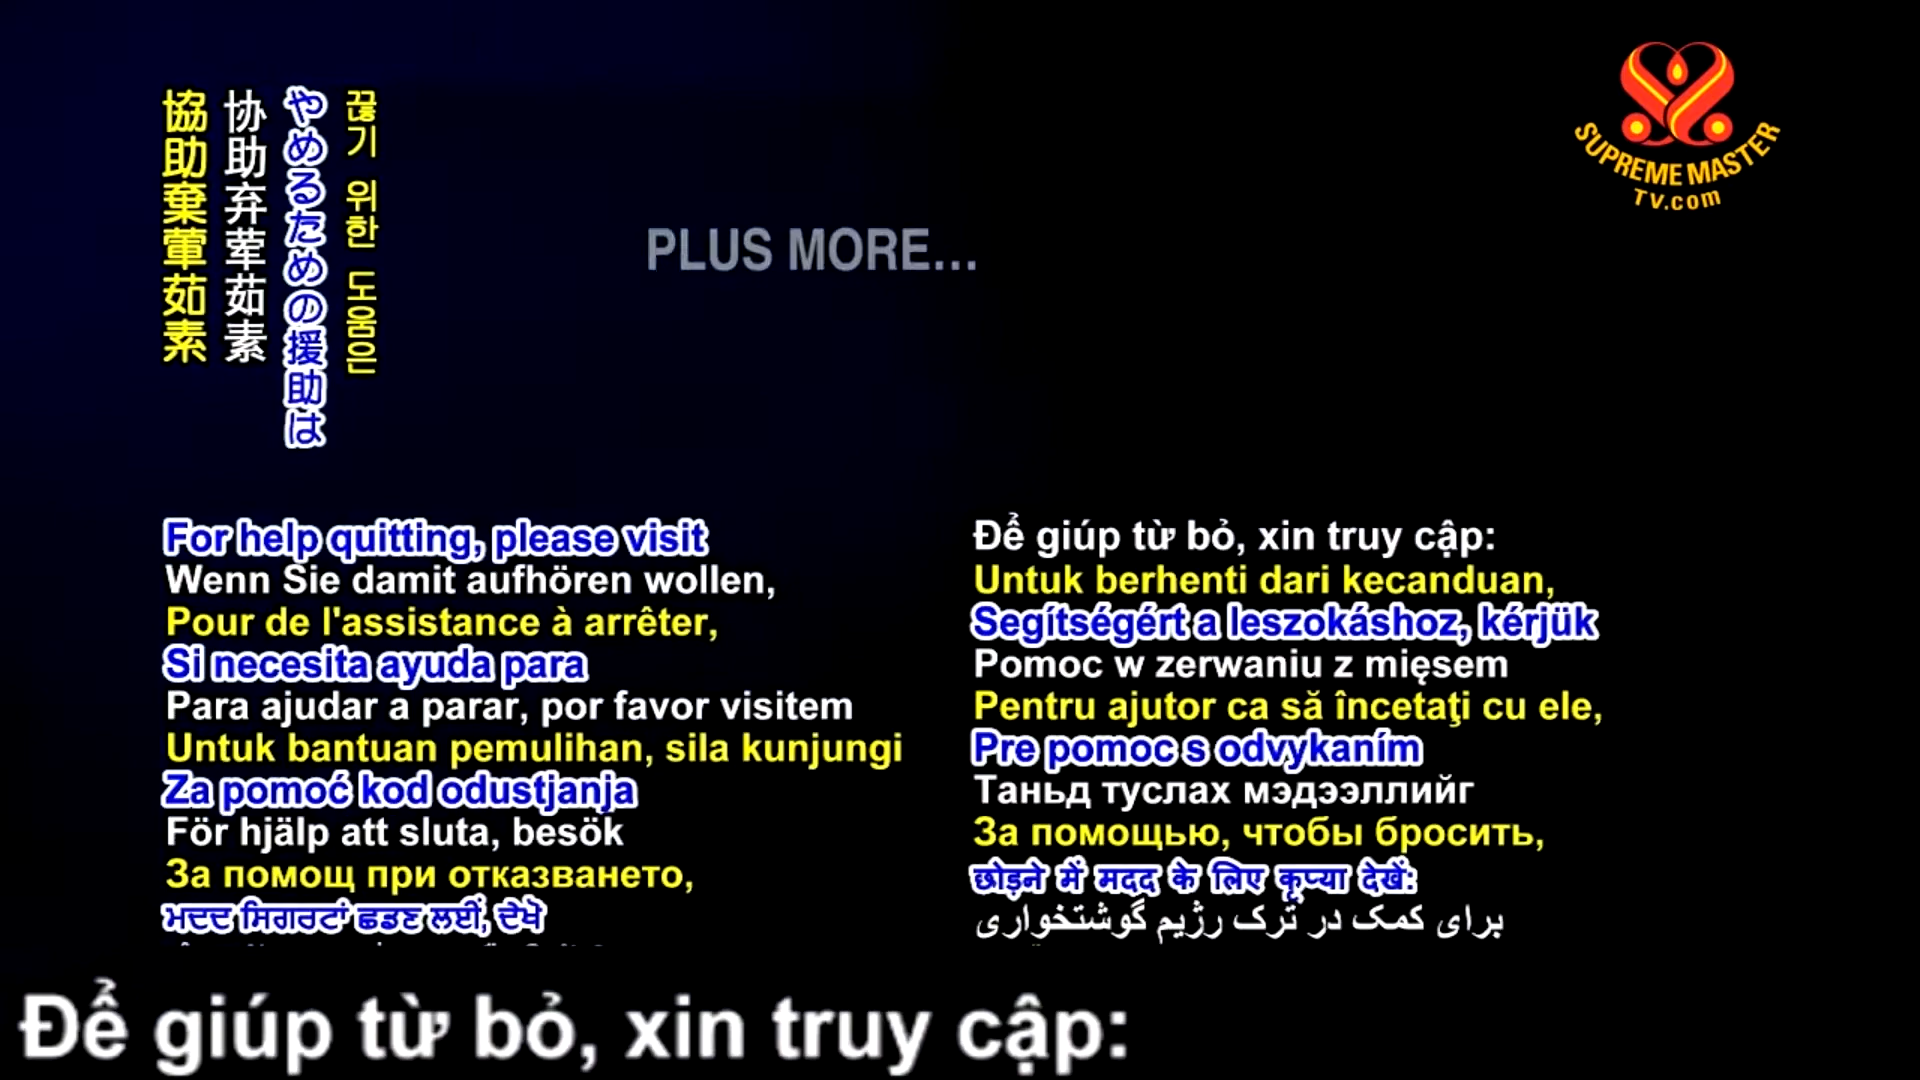 協助棄葷茹素
协助弃荤茹素
やめるための援助は
끊기 위한 도움은
PLUS MORE...
SUPREME MASTER
TV.com
For help quitting, please visit
Wenn Sie damit aufhören wollen,
Pour de l'assistance à arrêter,
Si necesita ayuda para
Para ajudar a parar, por favor visitem
Untuk bantuan pemulihan, sila kunjungi
Za pomoć kod odustjanja
För hjälp att sluta, besök
За помощ при отказването,
ਮਦਦ ਸਿਗਰਟਾਂ ਛਡਣ ਲਈ, ਦੇਖੋ
Để giúp từ bỏ, xin truy cập:
Untuk berhenti dari kecanduan,
Segítségért a leszokáshoz, kérjük
Pomoc w zerwaniu z mięsem
Pentru ajutor ca să încetaţi cu ele,
Pre pomoc s odvykaním
Таньд туслах мэдээллийг
За помощью, чтобы бросить,
छोड़ने में मदद के लिए कृप्या देखें:
برای کمک در ترک رژیم گوشتخواری
Để giúp từ bỏ, xin truy cập: